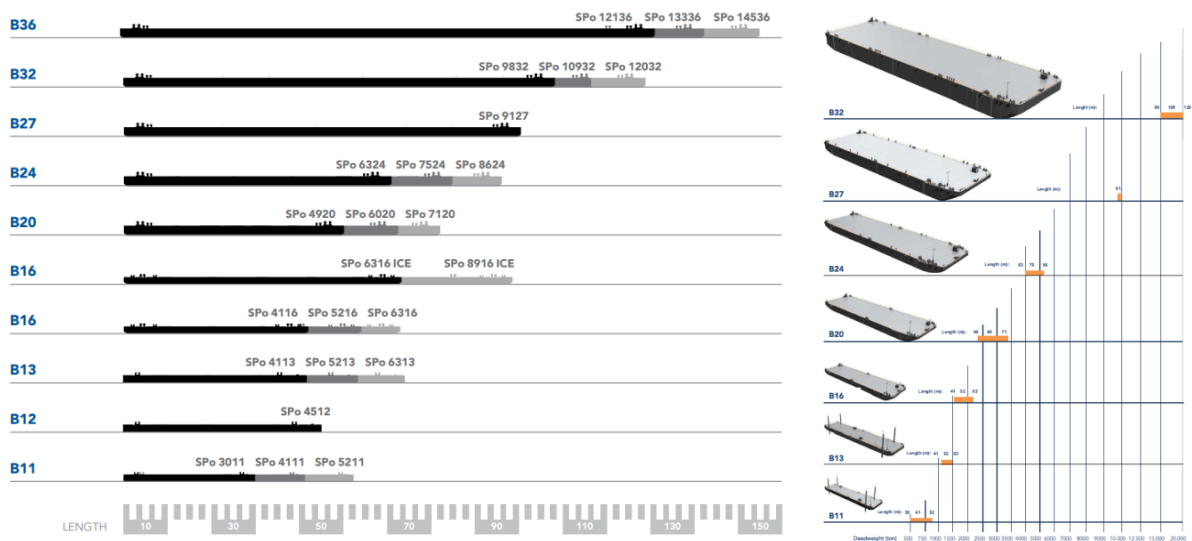 B36
SPo 12136 SPo 13336 SPo 14536
B32
SPo 9832 SPo 10932 SPo 12032
B27
SPo 9127
B24
SPo 6324 SPo 7524 SPo 8624
B20
SPo 4920 SPo 6020 SPo 7120
B16
SPo 6316 ICE SPo 8916 ICE
B16
SPo 4116 SPo 5216 SPo 6316
B13
SPo 4113 SPo 5213 SPo 6313
B12
SPo 4512
B11
SPo 3011 SPo 4111 SPo 5211
LENGTH 10 30 50 70 90 110 130 150
B32 Length (m): 100 120
B27 Length (m): 91
B24 Length (m): 63 75 86
B20 Length (m): 49 60 71
B16 Length (m): 41 52 63
B13 Length (m): 41 52 63
B11 Length (m): 30 41 52
Deadweight (ton) 500 750 1000 1500 2000 2500 3000 3500 4000 5000 6000 7000 8000 9000 10.000 12.500 15.000 20.000